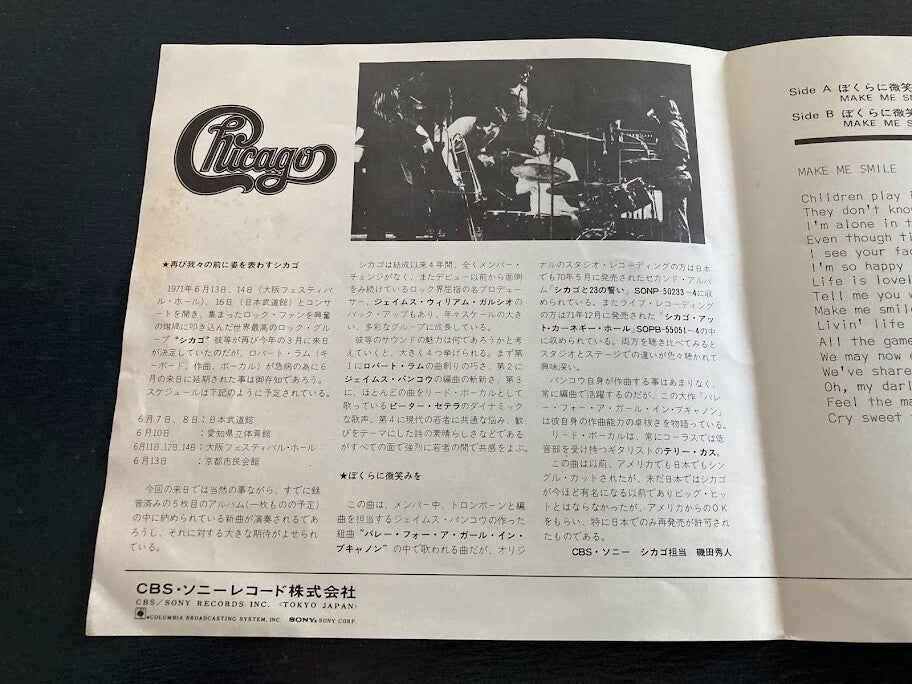 Chicago
★再び我々の前に姿を表わすシカゴ
1971年6月13、14日（大阪フェスティバ
ル・ホール）、16日（日本武道館）とコンサー
トを開き、集まったロック・ファンを興奮
の坩堝に叩き込んだ世界最高のロック・グル
ープ"シカゴ"彼等が再び今年の3月に来日
が決定していたのだが、ロバート・ラム（キ
ーボード、作曲、ボーカル）が急病の為に6
月の来日に延期された事は御存知であろう。
スケジュールは下記のように予定されている。
6月7日、8日：日本武道館
6月10日　　：愛知県立体育館
6月11日.12日.14日：大阪フェスティバル・ホール
6月13日　　：京都市民会館
今回の来日では当然の事ながら、すでに録
音済みの5枚目のアルバム（一枚ものの予定）
の中に納められている新曲が演奏されるであ
ろうし、それに対する大きな期待がよせられ
ている。
シカゴは結成以来4年間、全くメンバー・
チェンジがなく、またデビュー以前から面倒
をみ続けているロック界屈指の名プロデュー
サー、ジェイムス・ウィリアム・ガルシオの
バック・アップもあり、年々スケールの大き
い、多彩なグループに成長している。
彼等のサウンドの魅力は何であろうかと考
えていくと、大きく4つ挙げられる。まず第
1にロバート・ラムの曲創りの巧さ、第2に
ジェイムス・パンコウの編曲の斬新さ、第3
に、ほとんどの曲をリード・ボーカルとして
歌っているピーター・セテラのダイナミック
な歌声、第4に現代の若者に共通な悩み、歓
びをテーマにした詩の素晴らしさなどであるが
すべての面で強烈に若者の間で共感をよぶ。
★ぼくらに微笑みを
この曲は、メンバー中、トロンボーンと編
曲を担当するジェイムス・パンコウの作った
組曲"バレー・フォー・ア・ガール・イン・
ブキャノン"の中で歌われる曲だが、オリジ
ナルのスタジオ・レコーディングの方は日本
でも70年5月に発売されたセカンド・アルバ
ム「シカゴと23の誓い」SONP-50233~4に収
められている。またライブ・レコーディング
の方は71年12月に発売された「シカゴ・アッ
ト・カーネギー・ホール」SOPB-55051~4の中
に収められている。両方を聴き比べてみると
スタジオとステージでの違いが色々聴かれて
興味深い。
パンコウ自身が作曲する事はあまりなく、
常に編曲で活躍するのだが、この大作「バレ
ー・フォー・ア・ガール・イン・ブキャノン」
は彼自身の作曲能力の卓抜さを物語っている。
リード・ボーカルは、常にコーラスでは低
音部を受け持つギタリストのテリー・カス。
この曲は以前、アメリカでも日本でもシン
グル・カットされたが、未だ日本ではシカゴ
が今ほど有名になる以前でありビッグ・ヒッ
トとはならなかったが、アメリカからのOK
をもらい、特に日本でのみ再発売が許可され
たものである。
CBS・ソニー　シカゴ担当　磯田秀人
CBS・ソニーレコード株式会社
CBS/SONY RECORDS INC. 〈TOKYO JAPAN〉
COLUMBIA BROADCASTING SYSTEM, INC. SONY SONY CORP.
Side A ぼくらに微笑
MAKE ME SM
Side B ぼくらに微笑
MAKE ME S
MAKE ME SMILE
Children play
They don't know
I'm alone in t
Even though ti
I see your fac
I'm so happy
Life is lovel
Tell me you w
Make me smile
Livin' life
All the game
We may now
We've share
Oh, my darl
Feel the ma
Cry sweet